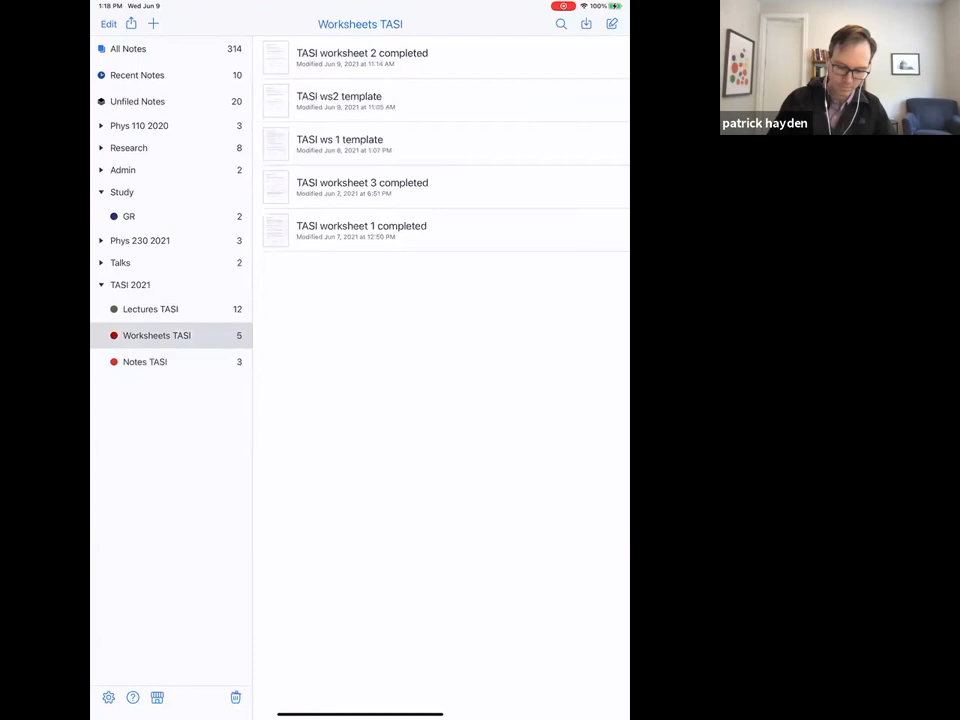 1:18 PM Wed Jun 9
100%
Edit
Worksheets TASI
All Notes 314
Recent Notes 10
Unfiled Notes 20
Phys 110 2020 3
Research 8
Admin 2
Study
GR 2
Phys 230 2021 3
Talks 2
TASI 2021
Lectures TASI 12
Worksheets TASI 5
Notes TASI 3
TASI worksheet 2 completed
Modified Jun 9, 2021 at 11:14 AM
TASI ws2 template
Modified Jun 9, 2021 at 11:05 AM
TASI ws 1 template
Modified Jun 8, 2021 at 1:07 PM
TASI worksheet 3 completed
Modified Jun 7, 2021 at 6:51 PM
TASI worksheet 1 completed
Modified Jun 7, 2021 at 12:50 PM
patrick hayden